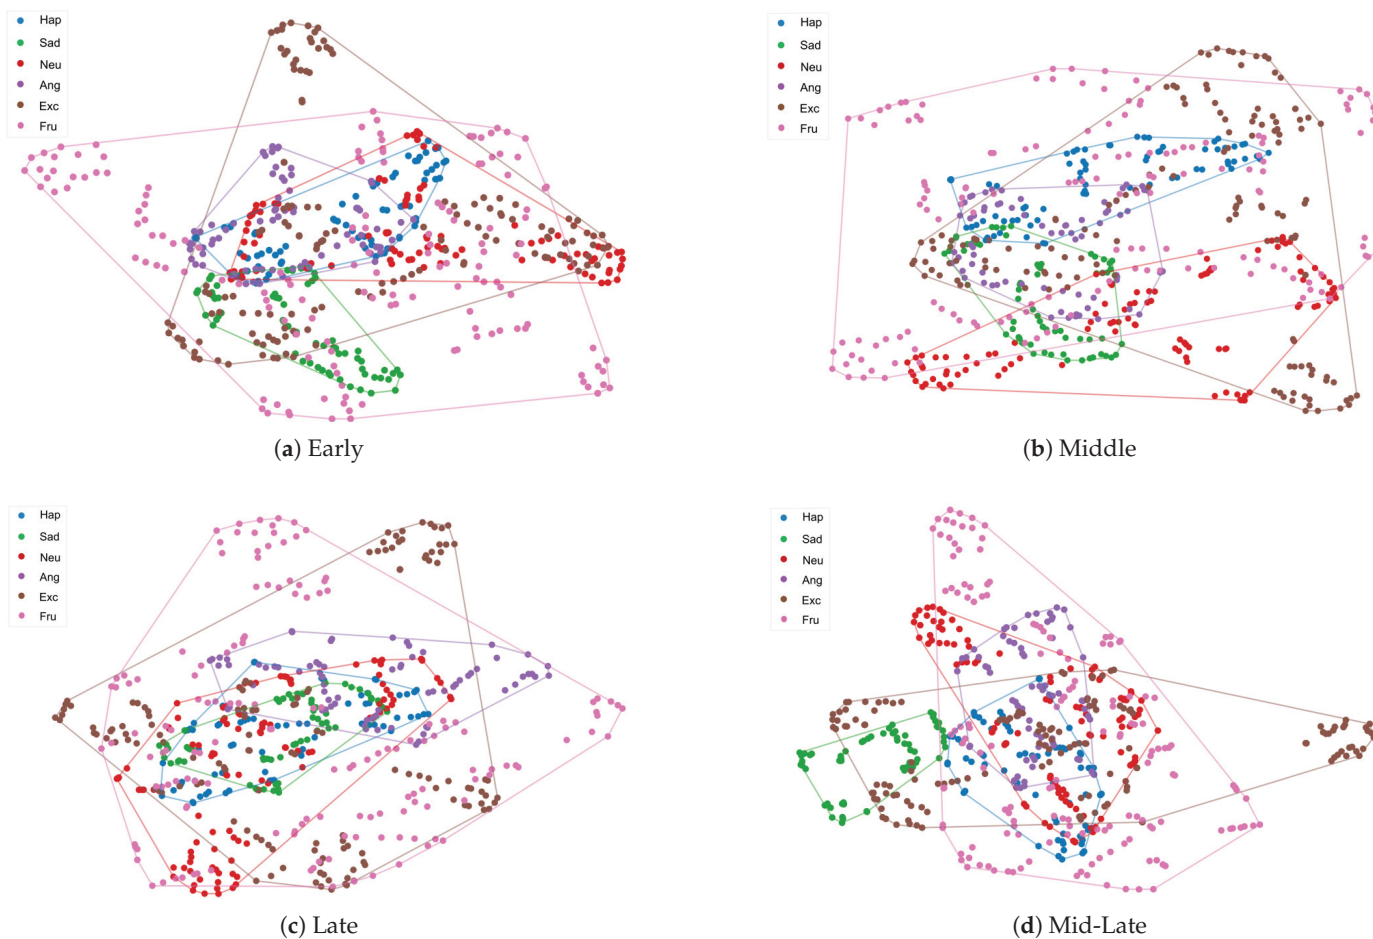 Hap
Sad
Neu
Ang
Exc
Fru
Hap
Sad
Neu
Ang
Exc
Fru
(a) Early
(b) Middle
Hap
Sad
Neu
Ang
Exc
Fru
Hap
Sad
Neu
Ang
Exc
Fru
(c) Late
(d) Mid-Late